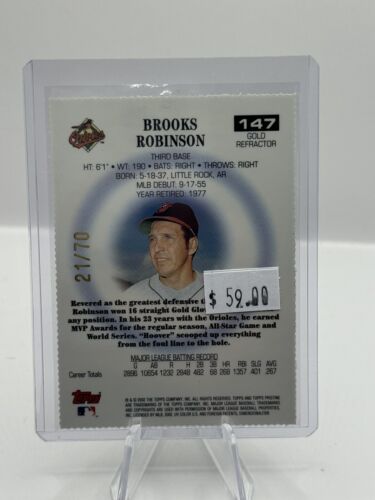 Orioles
BROOKS
ROBINSON
147
GOLD
REFRACTOR
THIRD BASE
HT: 6'1" • WT: 190 • BATS: RIGHT • THROWS: RIGHT
BORN: 5-18-37, LITTLE ROCK, AR
MLB DEBUT: 9-17-55
YEAR RETIRED: 1977
21/70
$ 59.00
Revered as the greatest defensive
Robinson won 16 straight Gold Glo
any position. In his 23 years with the Orioles, he earned
MVP Awards for the regular season, All-Star Game and
World Series. "Hoover" scooped up everything
from the foul line to the hole.
MAJOR LEAGUE BATTING RECORD
G AB R H 2B 3B HR RBI SLG AVG
Career Totals 2896 10654 1232 2848 482 68 268 1357 .401 .267
Topps